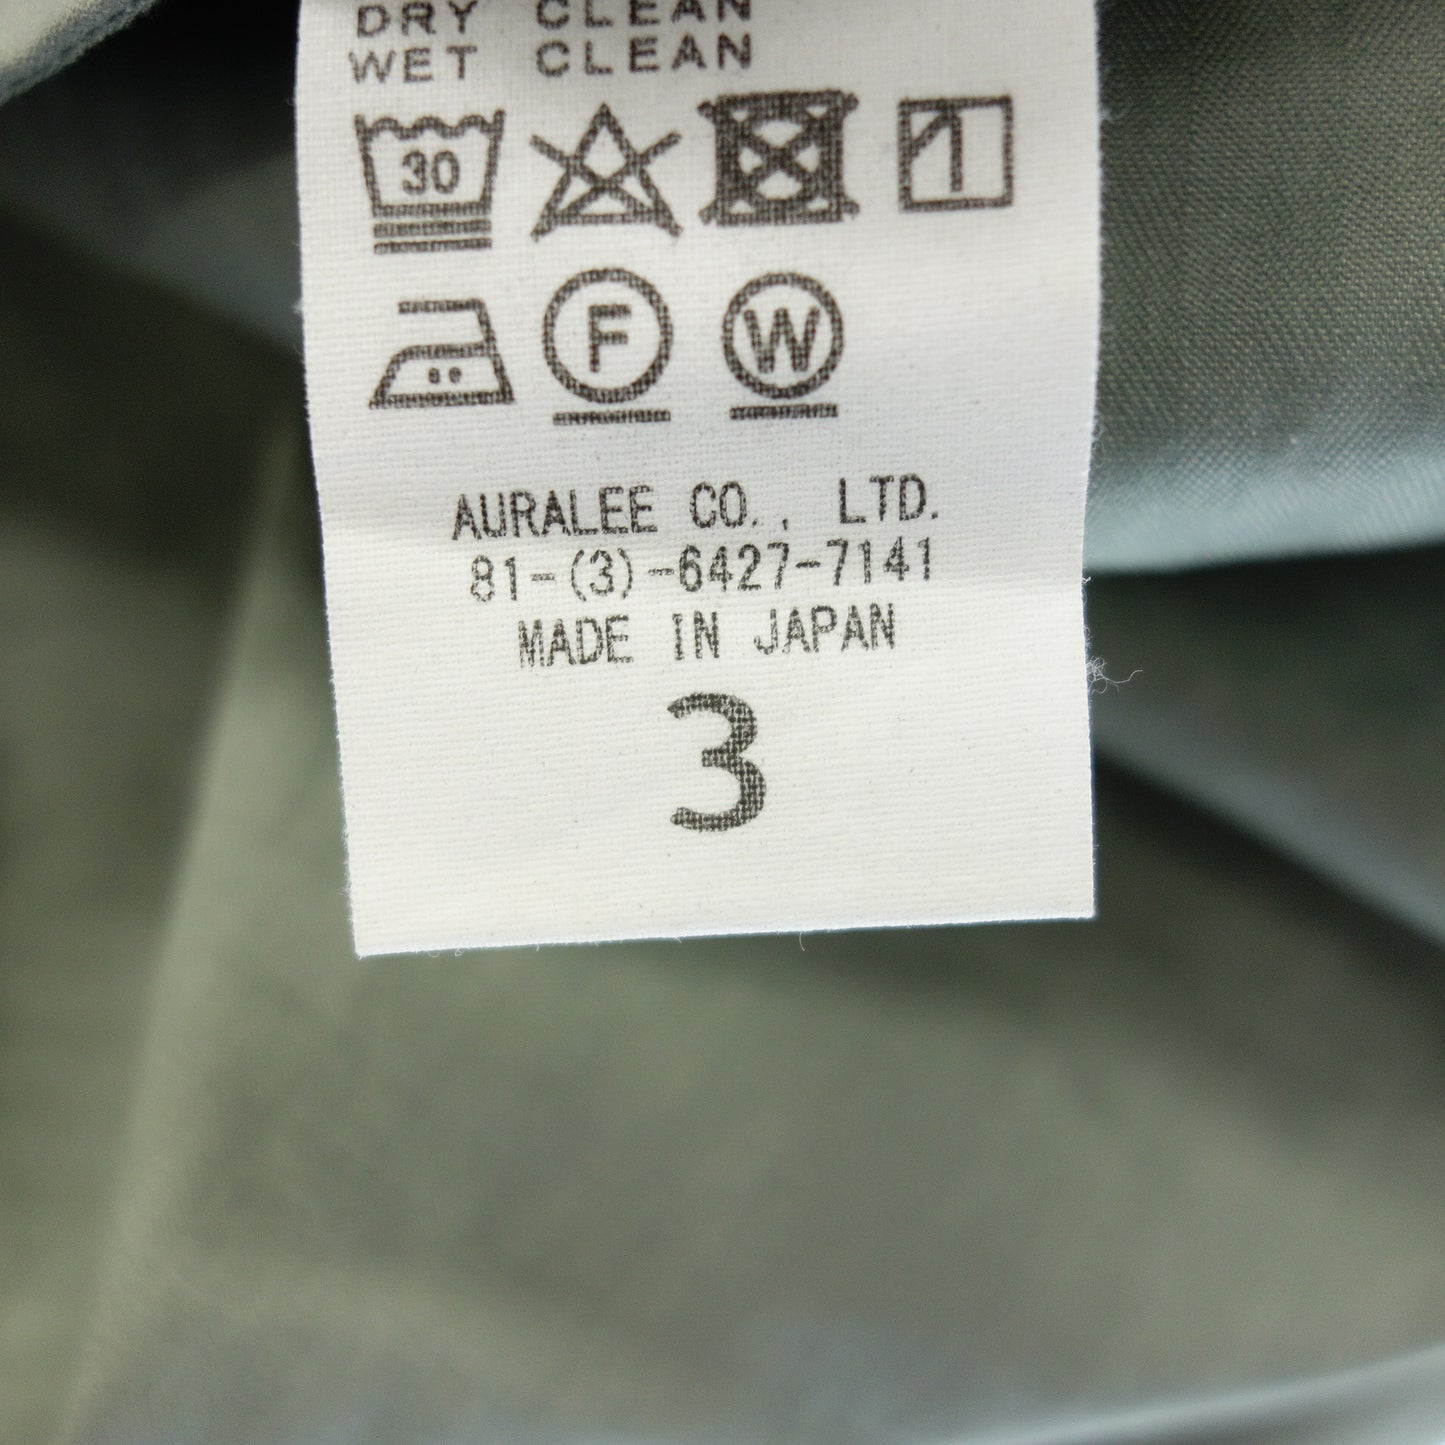 DRY CLEAN
WET CLEAN
30
F W
AURALEE CO., LTD.
81-(3)-6427-7141
MADE IN JAPAN
3